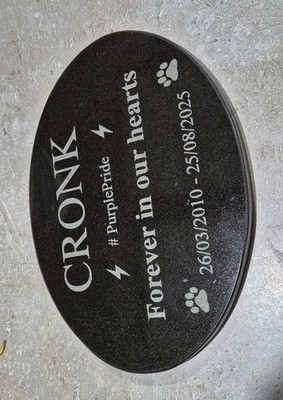 CRONK
# PurplePride
Forever in our hearts
26/03/2010 - 25/08/2025